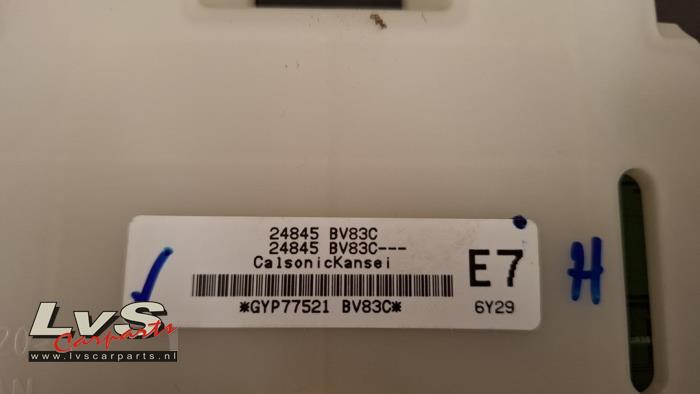 24845 BV83C
24845 BV83C---
CalsonicKansei
E7
*GYP77521 BV83C*
6Y29
H
LvS
Carparts
www.lvscarparts.nl